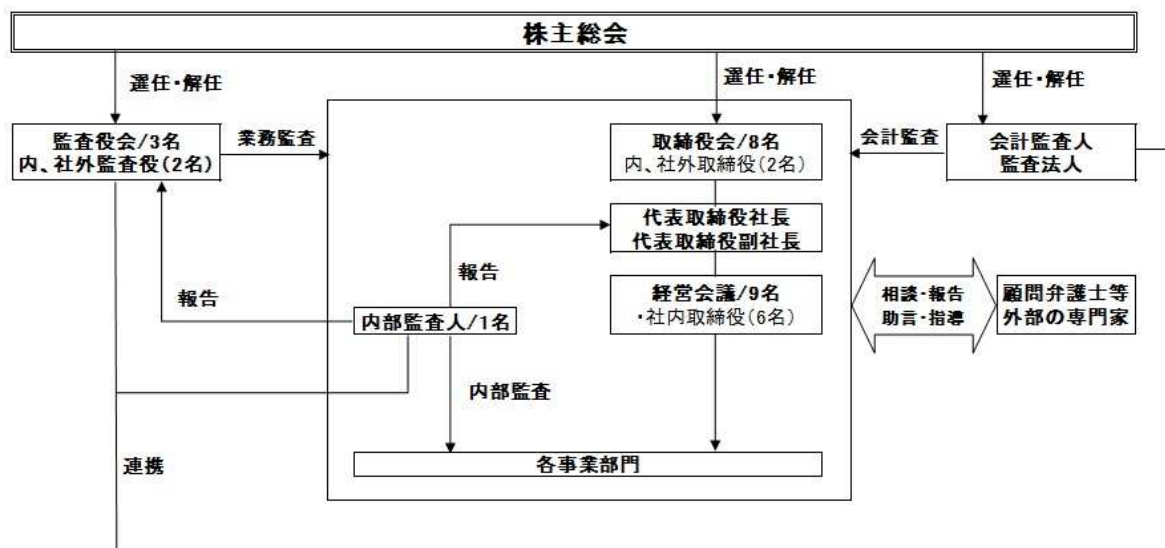 株主総会
選任・解任
選任・解任
選任・解任
監査役会/3名
内、社外監査役(2名)
業務監査
取締役会/8名
内、社外取締役(2名)
会計監査
会計監査人
監査法人
代表取締役社長
代表取締役副社長
報告
報告
経営会議/9名
・社内取締役(6名)
相談・報告
助言・指導
顧問弁護士等
外部の専門家
内部監査人/1名
内部監査
各事業部門
連携